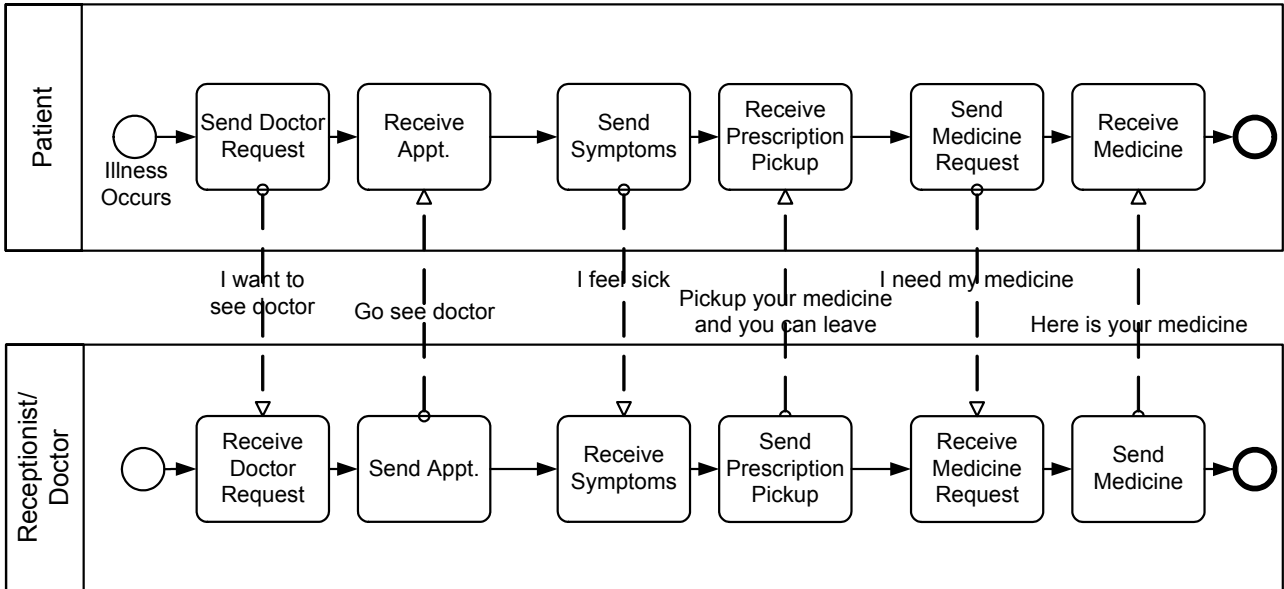 Patient
Illness
Occurs
Send Doctor
Request
Receive
Appt.
Send
Symptoms
Receive
Prescription
Pickup
Send
Medicine
Request
Receive
Medicine
I want to
see doctor
Go see doctor
I feel sick
Pickup your medicine
and you can leave
I need my medicine
Here is your medicine
Receptionist/
Doctor
Receive
Doctor
Request
Send Appt.
Receive
Symptoms
Send
Prescription
Pickup
Receive
Medicine
Request
Send
Medicine